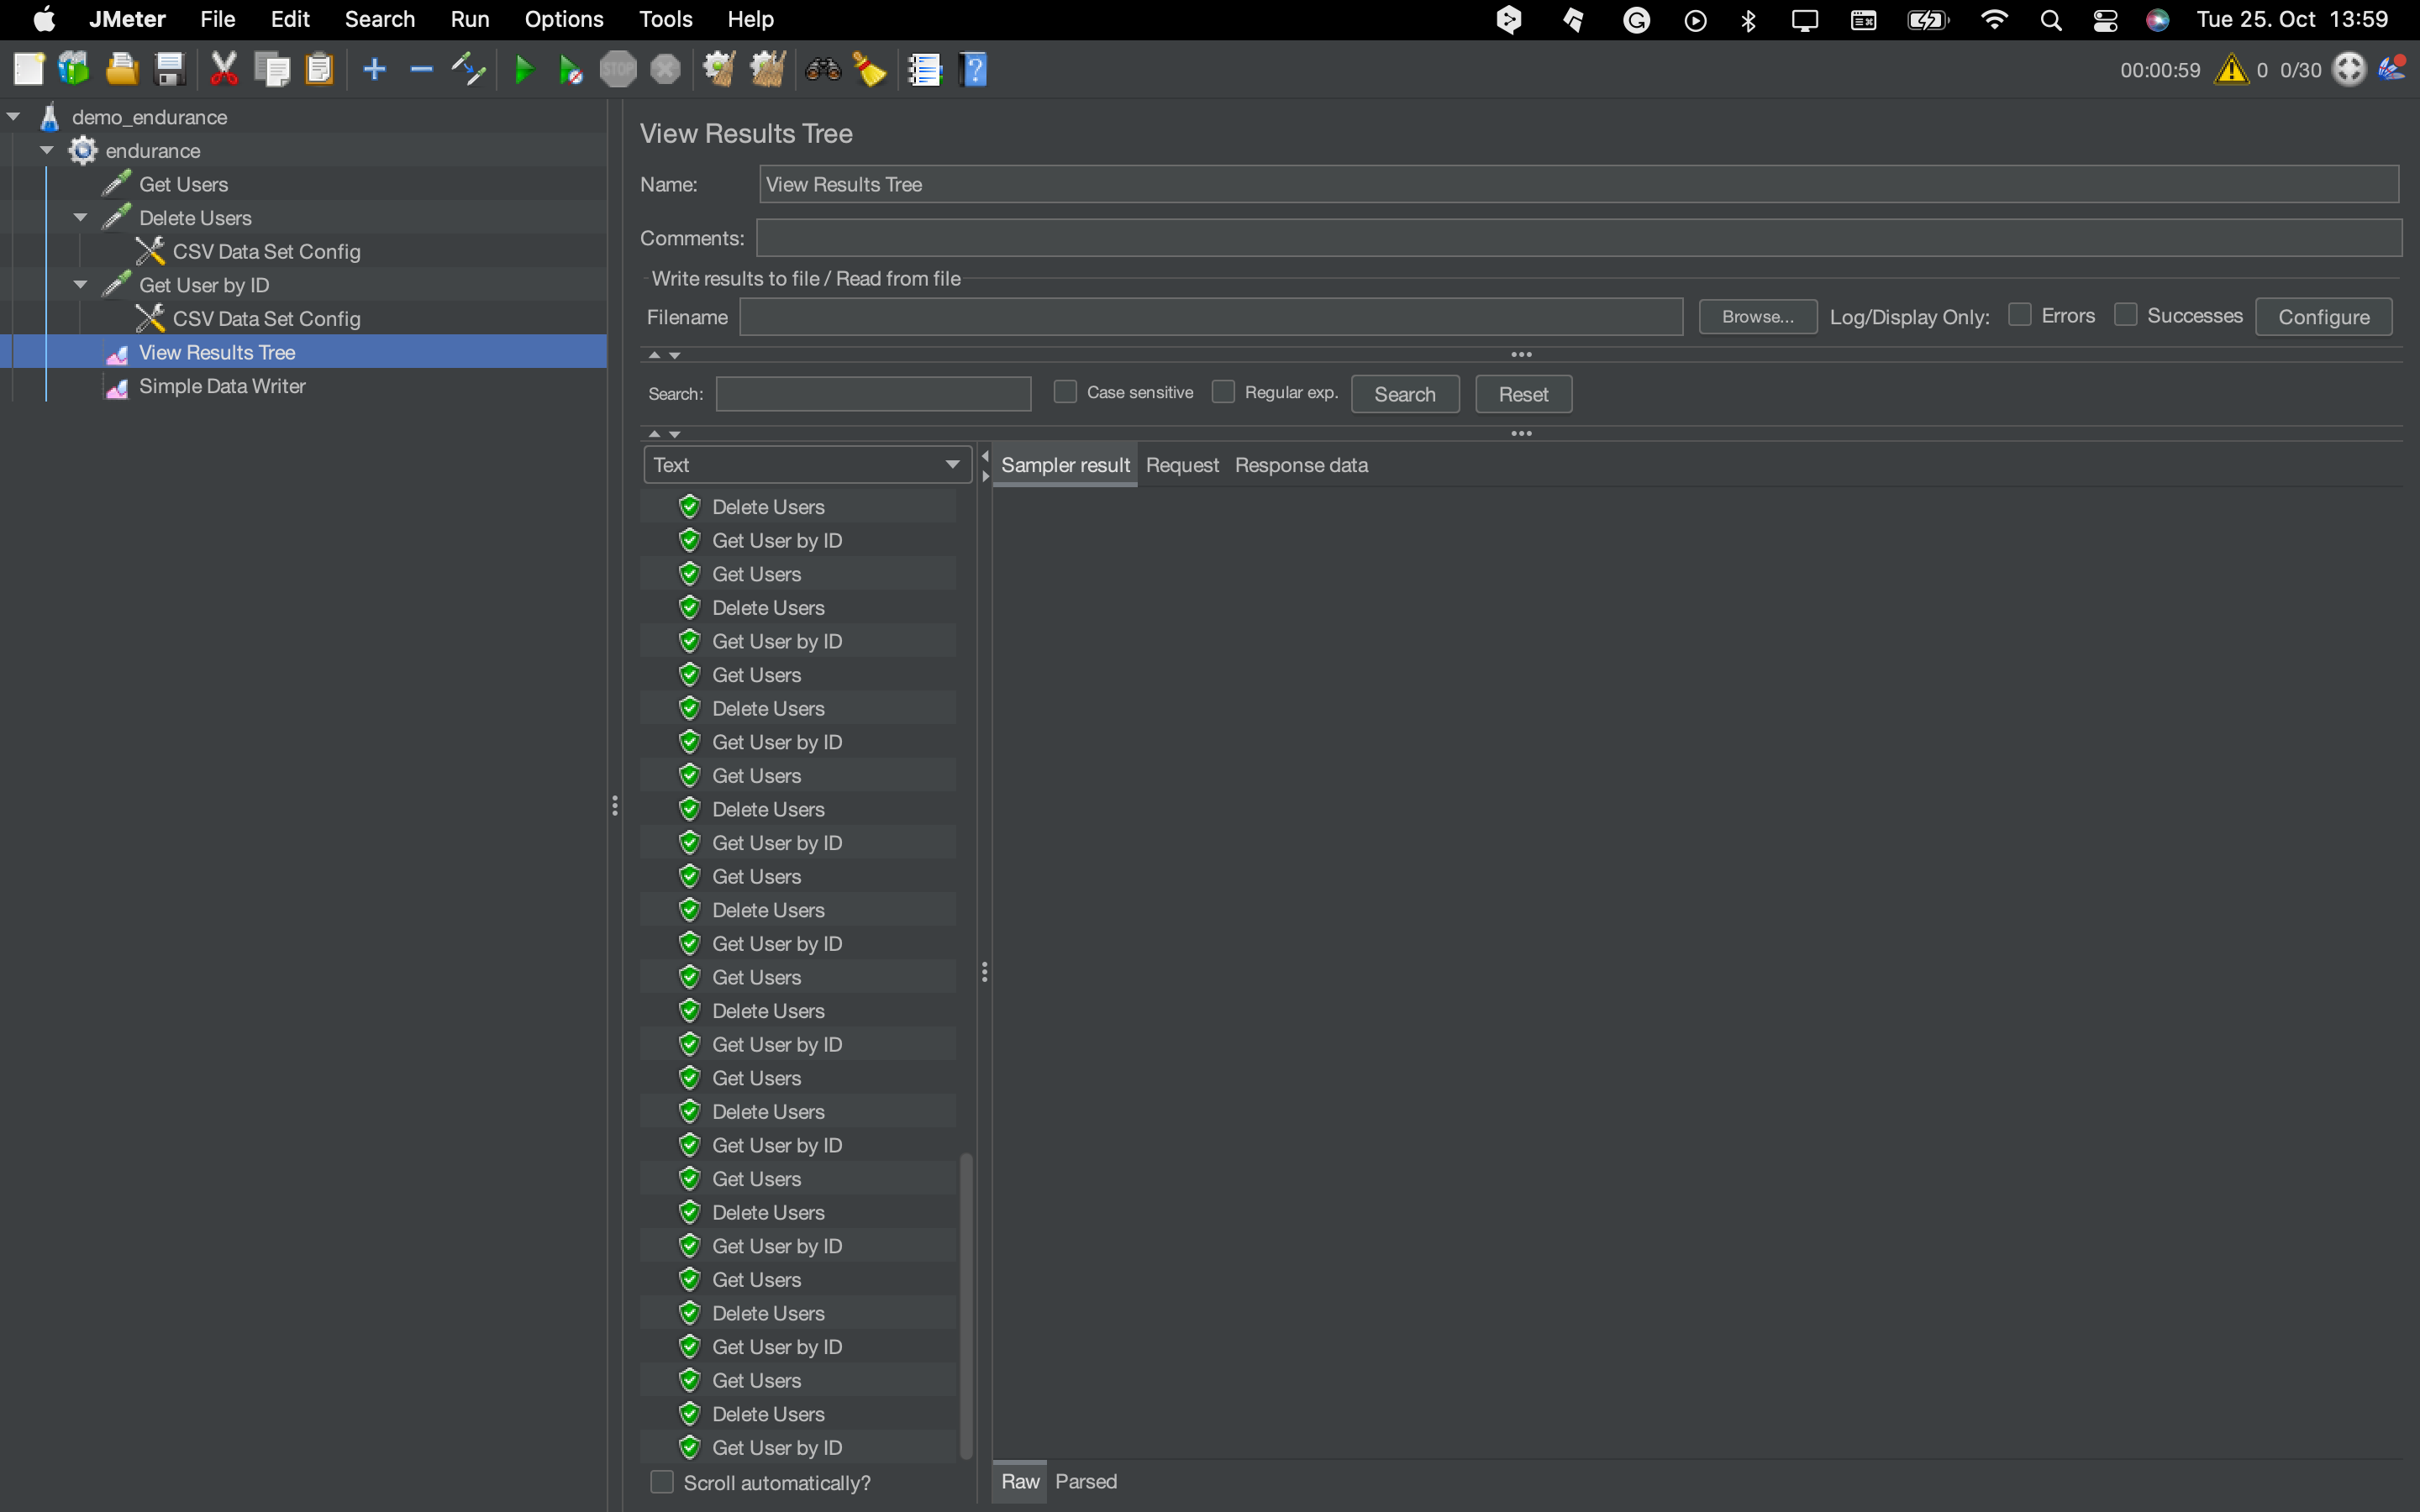 JMeter File Edit Search Run Options Tools Help Tue 25. Oct 13:59
STOP 00:00:59 0 0/30
demo_endurance
endurance
Get Users
Delete Users
CSV Data Set Config
Get User by ID
CSV Data Set Config
View Results Tree
Simple Data Writer
View Results Tree
Name: View Results Tree
Comments:
Write results to file / Read from file
Filename Browse... Log/Display Only: Errors Successes Configure
Search: Case sensitive Regular exp. Search Reset
Text Sampler result Request Response data
Delete Users
Get User by ID
Get Users
Delete Users
Get User by ID
Get Users
Delete Users
Get User by ID
Get Users
Delete Users
Get User by ID
Get Users
Delete Users
Get User by ID
Get Users
Delete Users
Get User by ID
Get Users
Delete Users
Get User by ID
Get Users
Delete Users
Get User by ID
Get Users
Delete Users
Get User by ID
Get Users
Delete Users
Get User by ID
Scroll automatically?
Raw Parsed